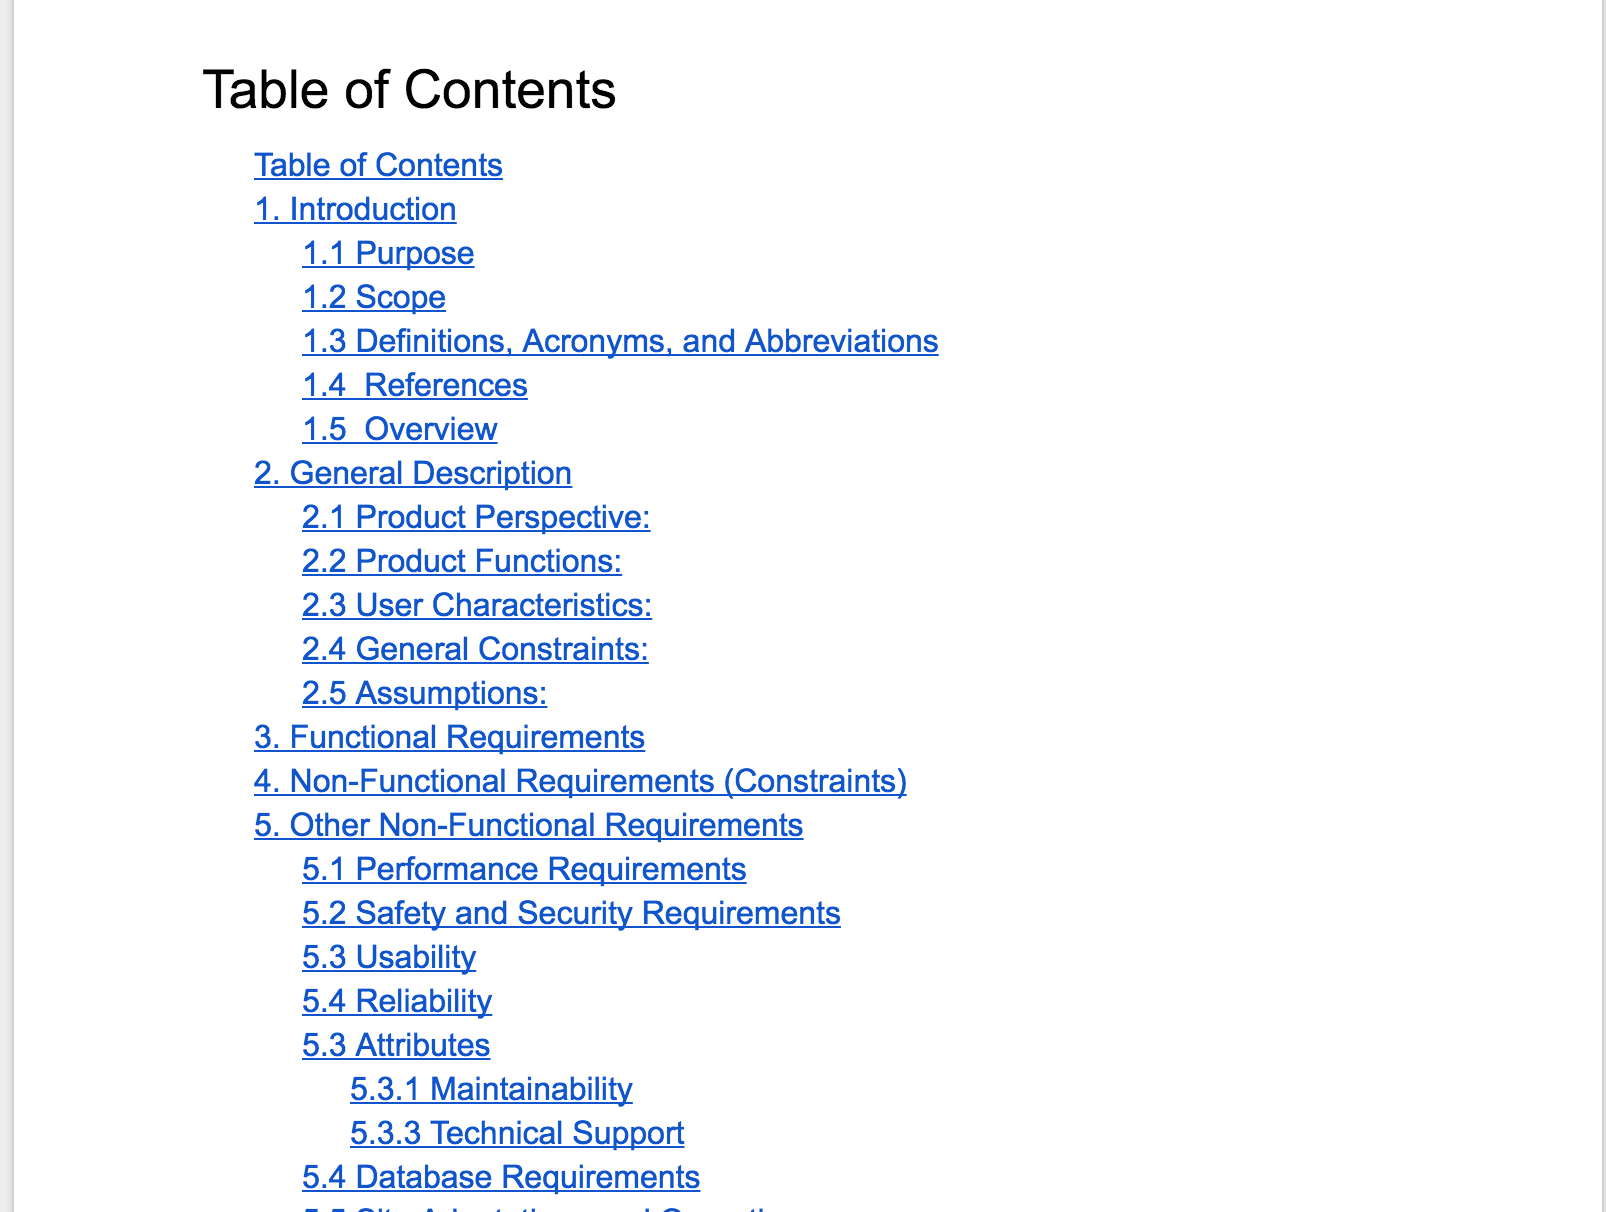 Table of Contents
Table of Contents
1. Introduction
1.1 Purpose
1.2 Scope
1.3 Definitions, Acronyms, and Abbreviations
1.4  References
1.5  Overview
2. General Description
2.1 Product Perspective:
2.2 Product Functions:
2.3 User Characteristics:
2.4 General Constraints:
2.5 Assumptions:
3. Functional Requirements
4. Non-Functional Requirements (Constraints)
5. Other Non-Functional Requirements
5.1 Performance Requirements
5.2 Safety and Security Requirements
5.3 Usability
5.4 Reliability
5.3 Attributes
5.3.1 Maintainability
5.3.3 Technical Support
5.4 Database Requirements